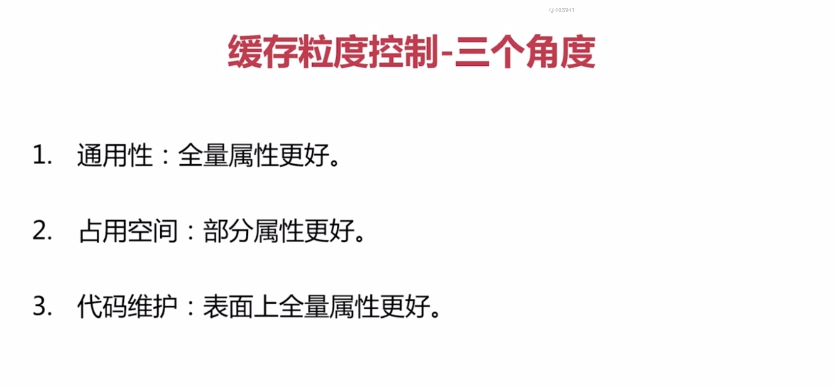 缓存粒度控制-三个角度
1. 通用性：全量属性更好。
2. 占用空间：部分属性更好。
3. 代码维护：表面上全量属性更好。